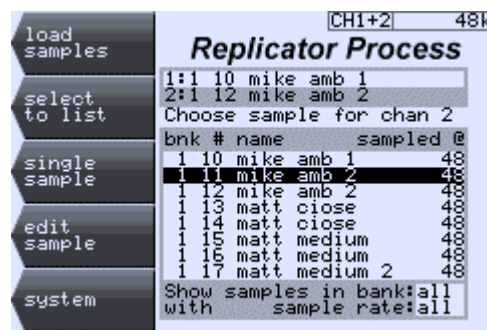 CH1+2 48k
load
samples
Replicator Process
1:1 10 mike amb 1
2:1 12 mike amb 2
select
to list
Choose sample for chan 2
bnk # name sampled @
1 10 mike amb 1 48
single
sample
1 11 mike amb 2 48
1 12 mike amb 2 48
1 13 matt ciose 48
1 14 matt ciose 48
edit
sample
1 15 matt medium 48
1 16 matt medium 48
1 17 matt medium 2 48
system
Show samples in bank:all
with sample rate:all